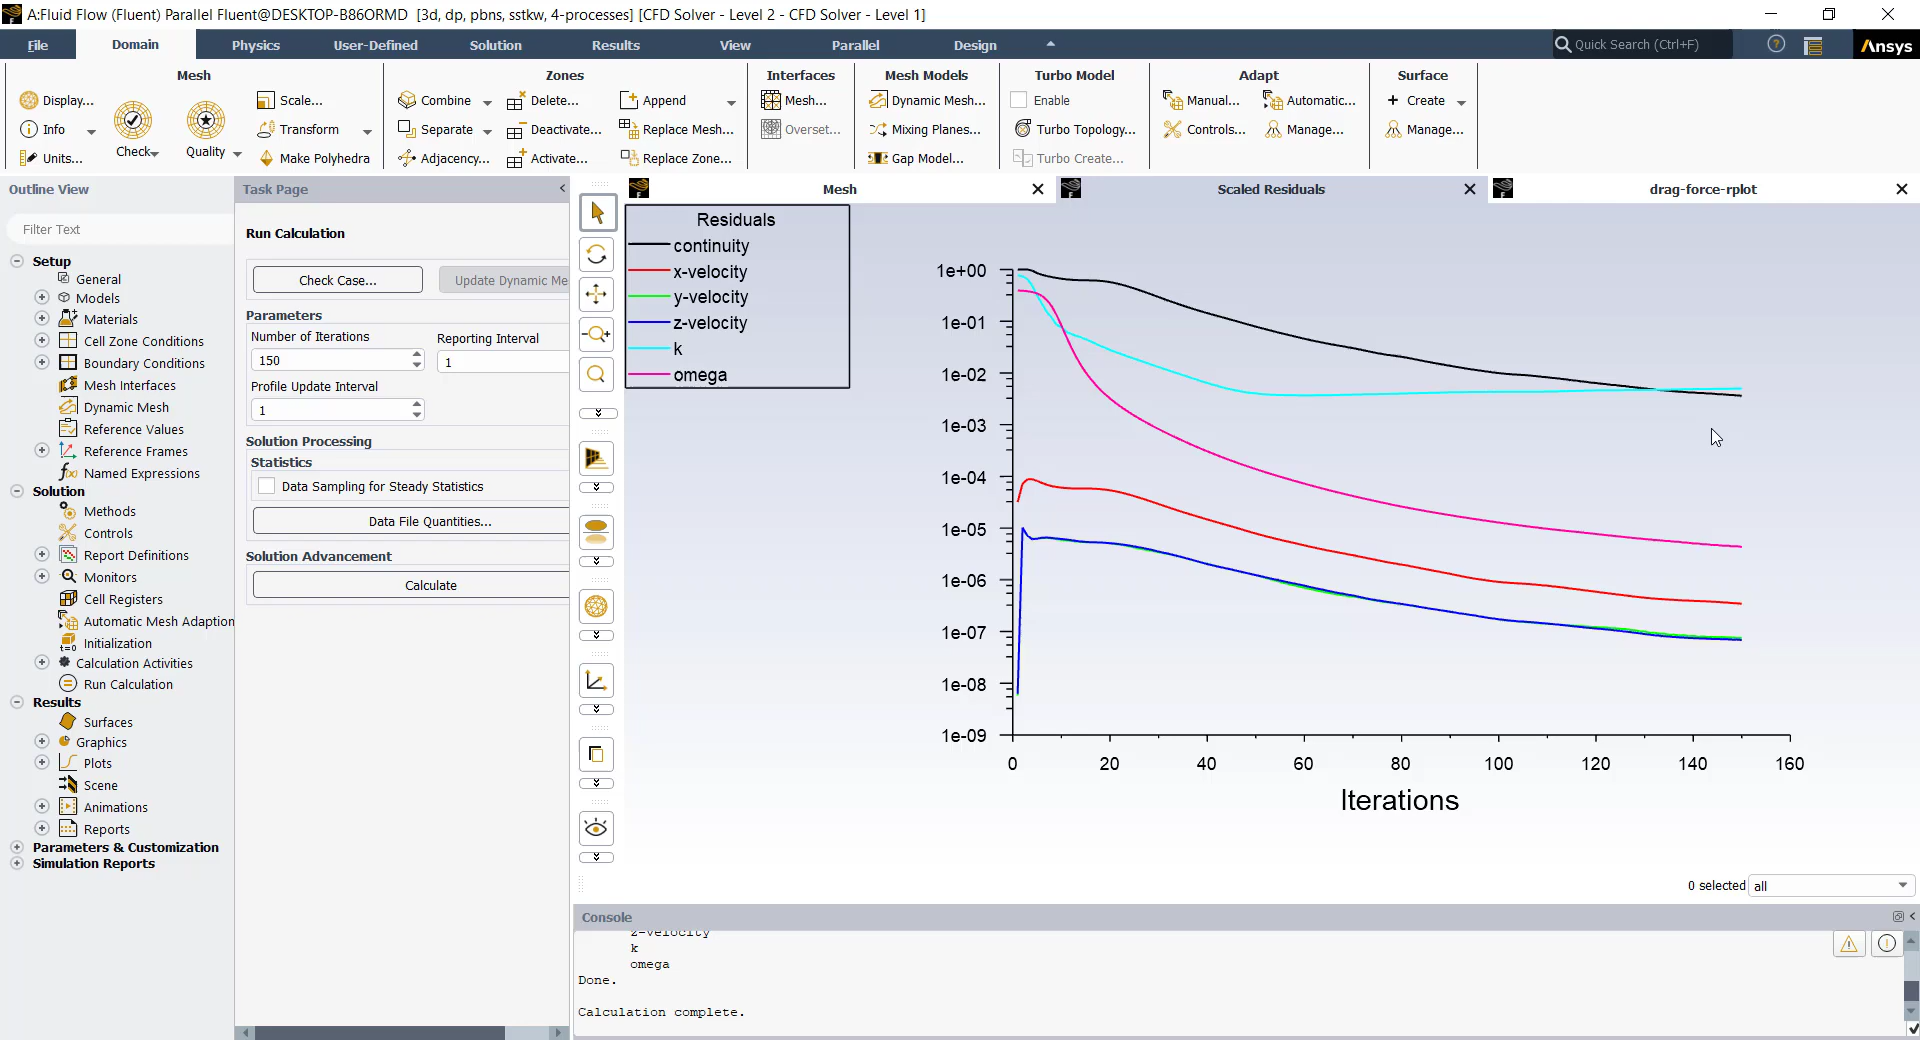 A:Fluid Flow (Fluent) Parallel Fluent@DESKTOP-B86ORMD [3d, dp, pbns, sstkw, 4-processes] [CFD Solver - Level 2 - CFD Solver - Level 1]
File Domain Physics User-Defined Solution Results View Parallel Design Quick Search (Ctrl+F) Ansys
Mesh Zones Interfaces Mesh Models Turbo Model Adapt Surface
Display... Scale... Combine Delete... Append Mesh... Dynamic Mesh... Enable Manual... Automatic... Create
Info Transform Separate Deactivate... Replace Mesh... Overset... Mixing Planes... Turbo Topology... Controls... Manage... Manage...
Check Quality
Units... Make Polyhedra Adjacency... Activate... Replace Zone... Gap Model... Turbo Create...
Outline View
Filter Text
Setup
General
Models
Materials
Cell Zone Conditions
Boundary Conditions
Mesh Interfaces
Dynamic Mesh
Reference Values
Reference Frames
Named Expressions
Solution
Methods
Controls
Report Definitions
Monitors
Cell Registers
Automatic Mesh Adaption
Initialization
Calculation Activities
Run Calculation
Results
Surfaces
Graphics
Plots
Scene
Animations
Reports
Parameters & Customization
Simulation Reports
Task Page
Run Calculation
Check Case... Update Dynamic Me
Parameters
Number of Iterations Reporting Interval
150 1
Profile Update Interval
1
Solution Processing
Statistics
Data Sampling for Steady Statistics
Data File Quantities...
Solution Advancement
Calculate
Mesh Scaled Residuals drag-force-rplot
Residuals
continuity
x-velocity
y-velocity
z-velocity
k
omega
1e+00
1e-01
1e-02
1e-03
1e-04
1e-05
1e-06
1e-07
1e-08
1e-09
0 20 40 60 80 100 120 140 160
Iterations
0 selected all
Console
z-velocity
k
omega
Done.
Calculation complete.